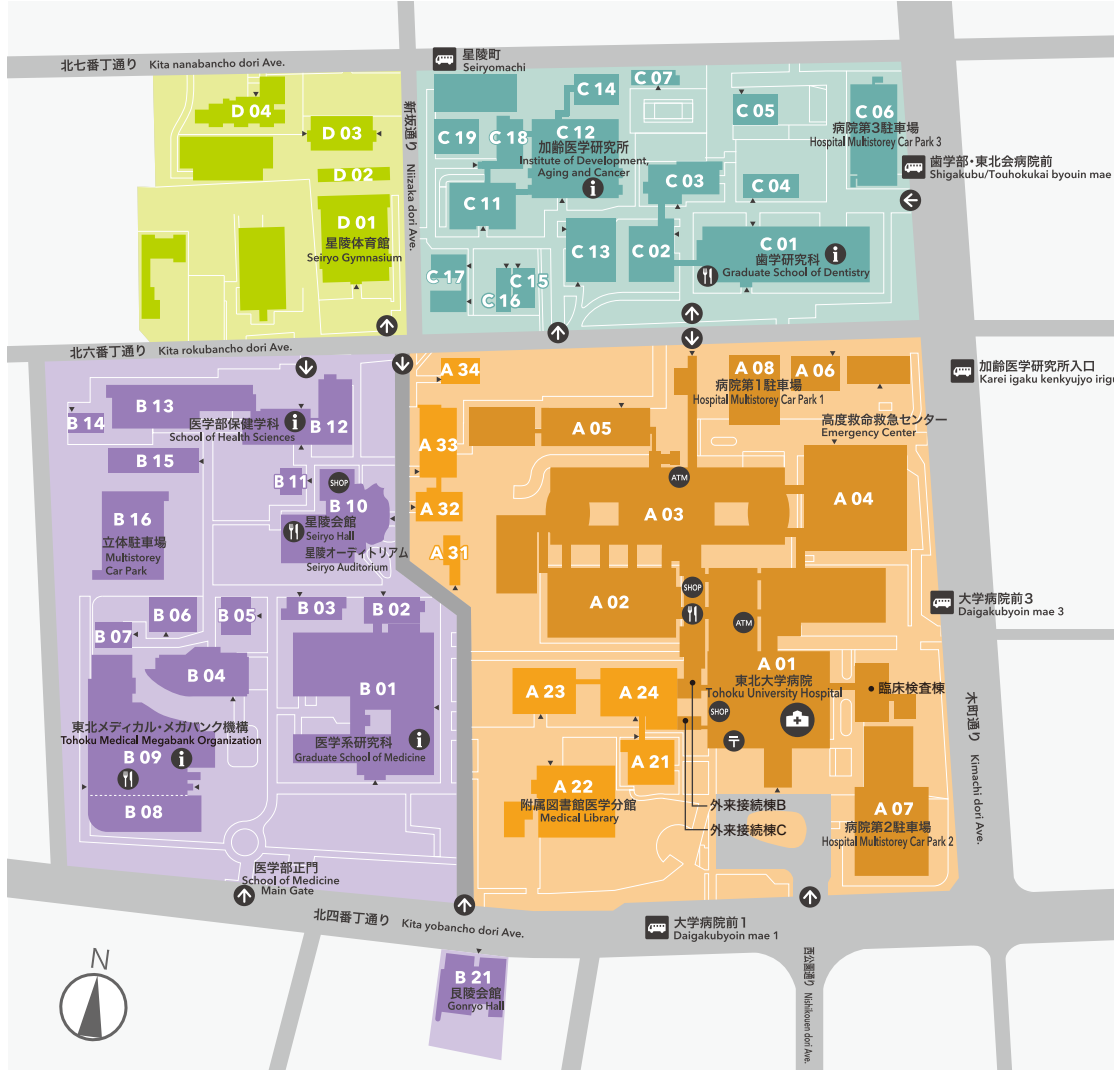 星陵町
Seiryomachi
北七番丁通り Kita nanabancho dori Ave.
新坂通り Niizaka dori Ave.
D 04
D 03
D 02
D 01
星陵体育館
Seiryo Gymnasium
C 14
C 07
C 05
C 06
病院第3駐車場
Hospital Multistorey Car Park 3
C 19
C 18
C 12
加齢医学研究所
Institute of Development,
Aging and Cancer
歯学部・東北会病院前
Shigakubu/Touhokukai byouin mae
C 11
C 03
C 04
C 13
C 02
C 01
歯学研究科
Graduate School of Dentistry
C 17
C 15
C 16
北六番丁通り Kita rokubancho dori Ave.
加齢医学研究所入口
Karei igaku kenkyujyo irigu
B 13
B 14
医学部保健学科
School of Health Sciences
B 12
B 15
B 11
SHOP
B 10
星陵会館
Seiryo Hall
星陵オーディトリアム
Seiryo Auditorium
B 16
立体駐車場
Multistorey
Car Park
A 34
A 33
A 32
A 31
A 05
A 08
病院第1駐車場
Hospital Multistorey Car Park 1
A 06
高度救命救急センター
Emergency Center
ATM
A 03
A 04
A 02
SHOP
ATM
大学病院前3
Daigakubyoin mae 3
B 06
B 05
B 03
B 02
B 07
B 04
B 01
医学系研究科
Graduate School of Medicine
東北メディカル・メガバンク機構
Tohoku Medical Megabank Organization
B 09
B 08
A 23
A 24
A 01
東北大学病院
Tohoku University Hospital
臨床検査棟
SHOP
〒
A 21
A 22
附属図書館医学分館
Medical Library
外来接続棟B
外来接続棟C
A 07
病院第2駐車場
Hospital Multistorey Car Park 2
木町通り Kimachi dori Ave.
医学部正門
School of Medicine
Main Gate
北四番丁通り Kita yobancho dori Ave.
大学病院前1
Daigakubyoin mae 1
西公園通り Nishikouen dori Ave.
B 21
艮陵会館
Gonryo Hall
N